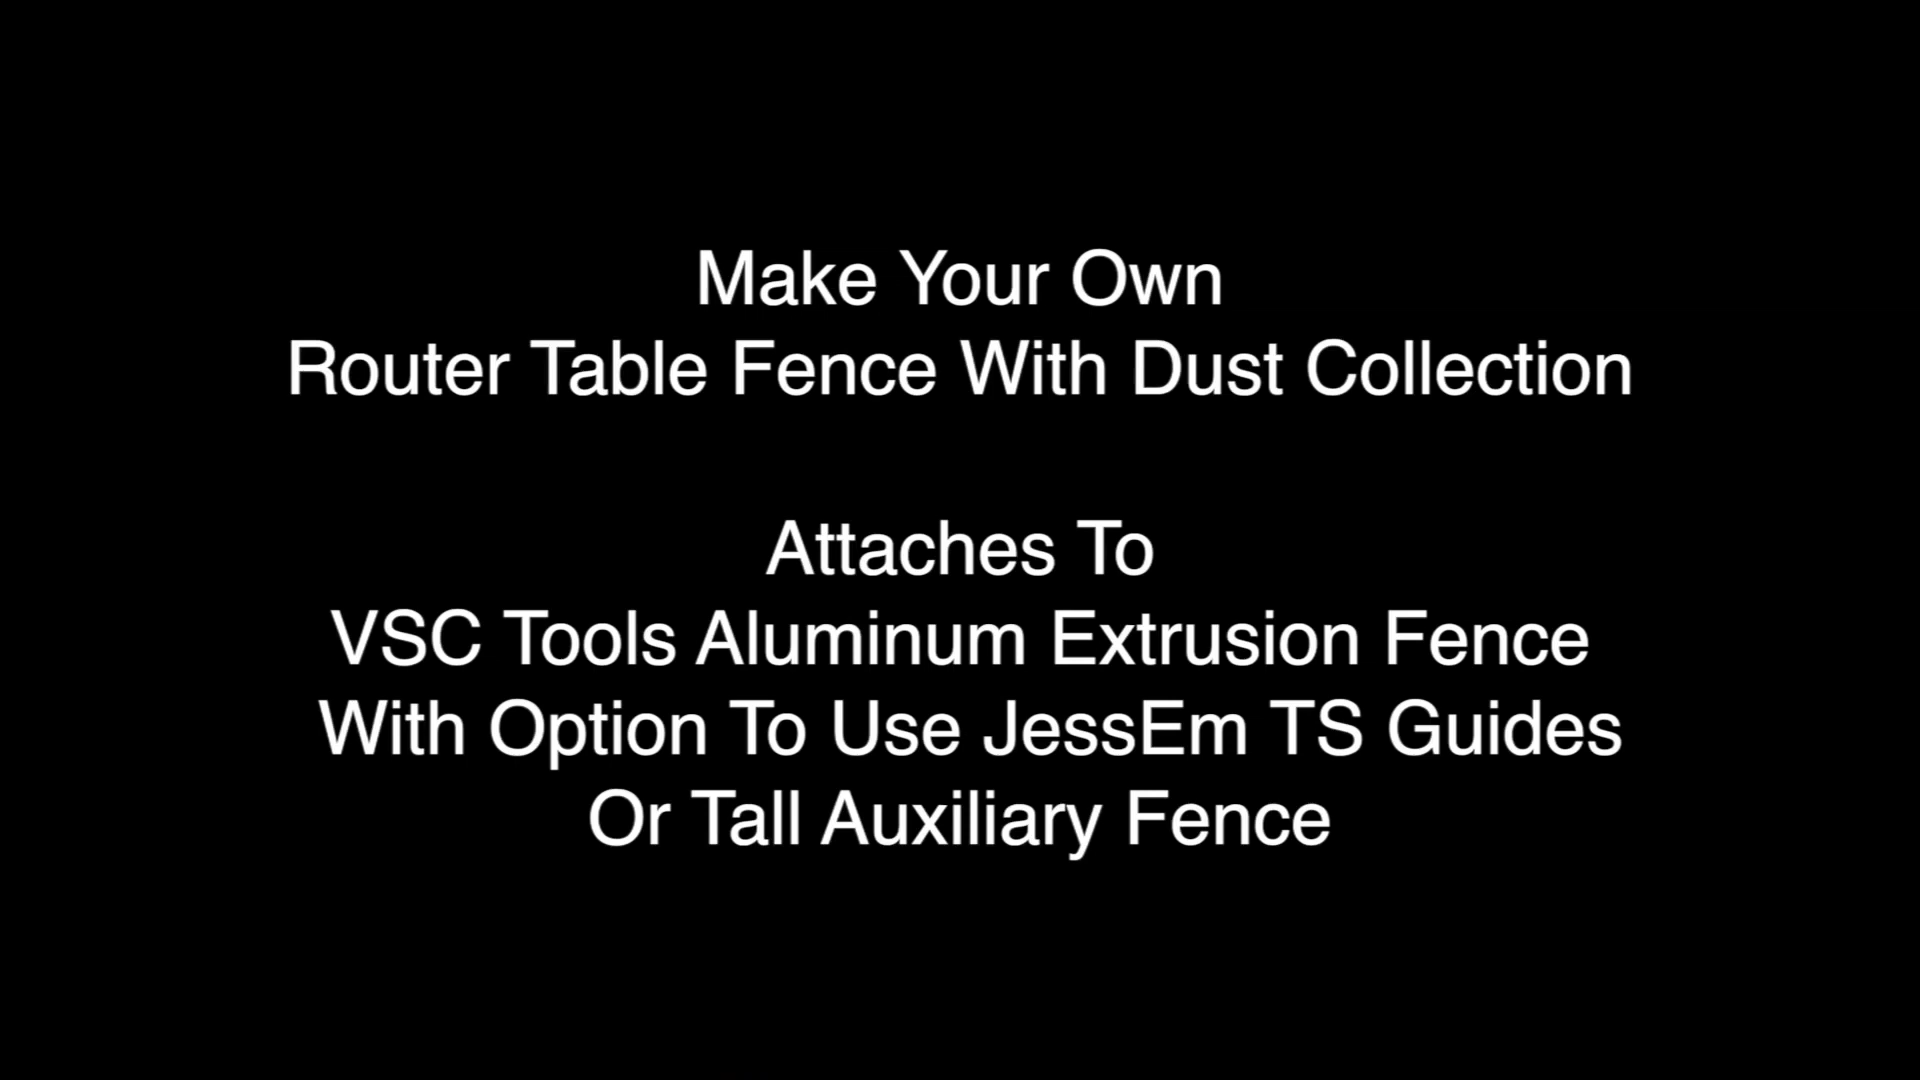 Make Your Own
Router Table Fence With Dust Collection
Attaches To
VSC Tools Aluminum Extrusion Fence
With Option To Use JessEm TS Guides
Or Tall Auxiliary Fence